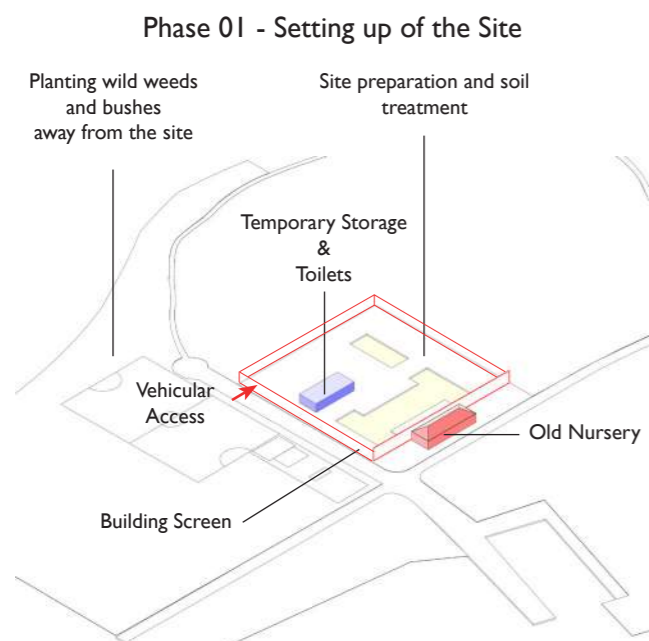 Phase 01 - Setting up of the Site
Planting wild weeds
and bushes
away from the site
Site preparation and soil
treatment
Temporary Storage
&
Toilets
Vehicular
Access
Old Nursery
Building Screen